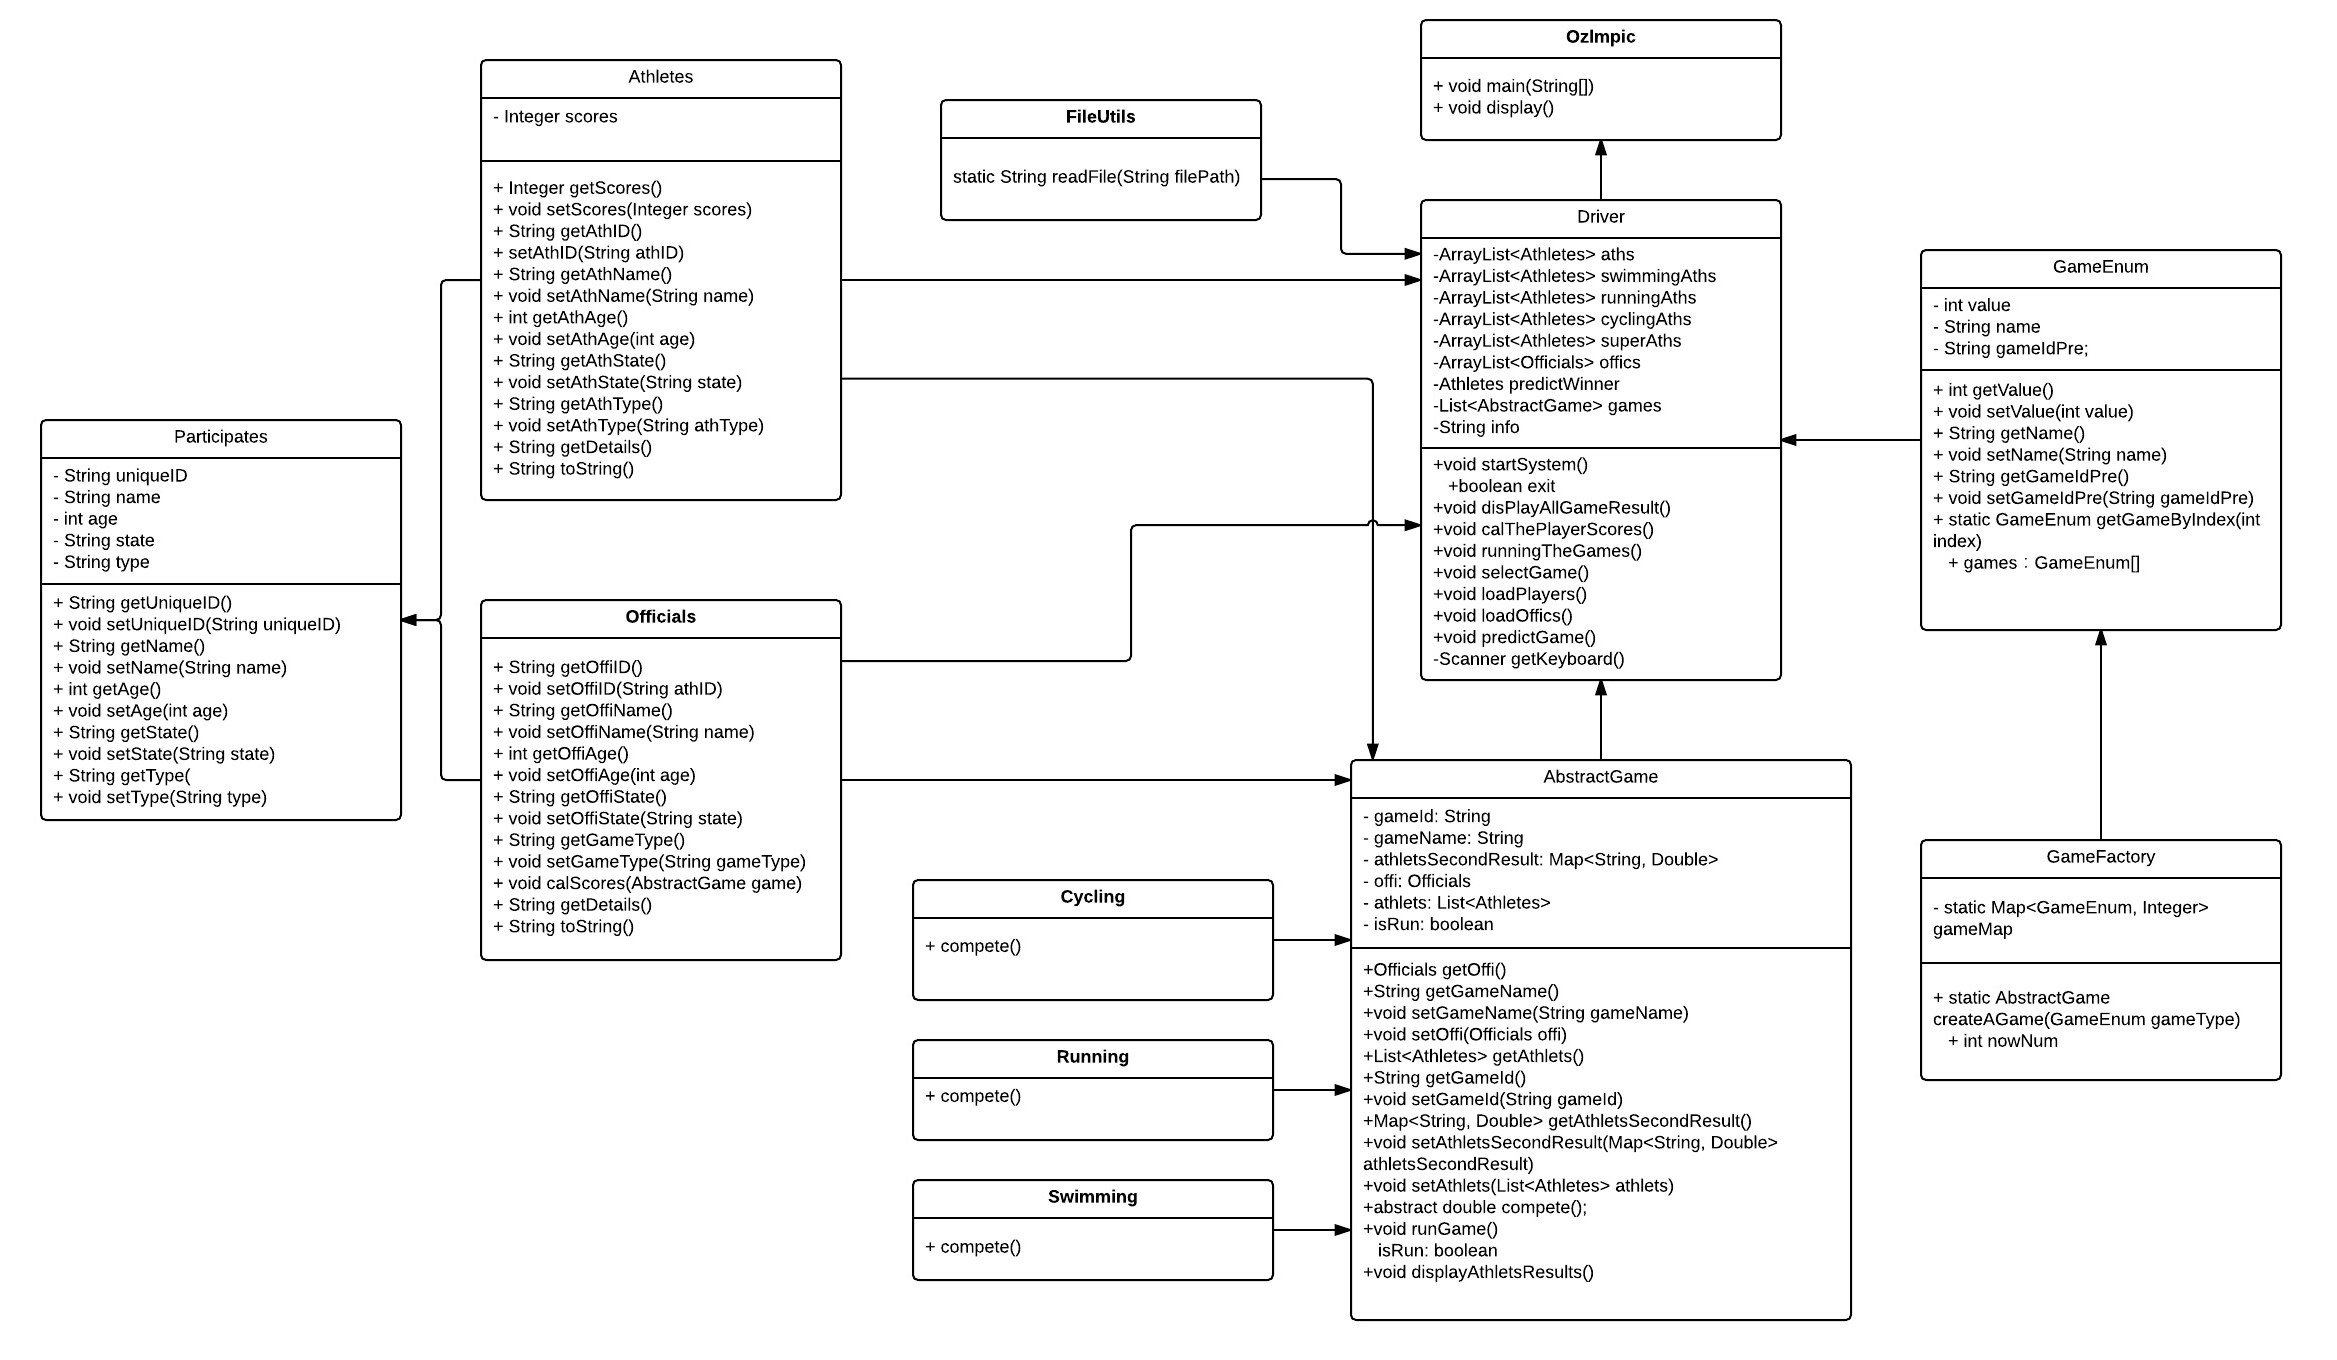 OzImpic
+ void main(String[])
+ void display()
Athletes
- Integer scores
+ Integer getScores()
+ void setScores(Integer scores)
+ String getAthID()
+ setAthID(String athID)
+ String getAthName()
+ void setAthName(String name)
+ int getAthAge()
+ void setAthAge(int age)
+ String getAthState()
+ void setAthState(String state)
+ String getAthType()
+ void setAthType(String athType)
+ String getDetails()
+ String toString()
FileUtils
static String readFile(String filePath)
Driver
-ArrayList<Athletes> aths
-ArrayList<Athletes> swimmingAths
-ArrayList<Athletes> runningAths
-ArrayList<Athletes> cyclingAths
-ArrayList<Athletes> superAths
-ArrayList<Officials> offics
-Athletes predictWinner
-List<AbstractGame> games
-String info
+void startSystem()
+boolean exit
+void disPlayAllGameResult()
+void calThePlayerScores()
+void runningTheGames()
+void selectGame()
+void loadPlayers()
+void loadOffics()
+void predictGame()
-Scanner getKeyboard()
GameEnum
- int value
- String name
- String gameIdPre;
+ int getValue()
+ void setValue(int value)
+ String getName()
+ void setName(String name)
+ String getGameIdPre()
+ void setGameIdPre(String gameIdPre)
+ static GameEnum getGameByIndex(int
index)
+ games：GameEnum[]
Participates
- String uniqueID
- String name
- int age
- String state
- String type
+ String getUniqueID()
+ void setUniqueID(String uniqueID)
+ String getName()
+ void setName(String name)
+ int getAge()
+ void setAge(int age)
+ String getState()
+ void setState(String state)
+ String getType(
+ void setType(String type)
Officials
+ String getOffiID()
+ void setOffiID(String athID)
+ String getOffiName()
+ void setOffiName(String name)
+ int getOffiAge()
+ void setOffiAge(int age)
+ String getOffiState()
+ void setOffiState(String state)
+ String getGameType()
+ void setGameType(String gameType)
+ void calScores(AbstractGame game)
+ String getDetails()
+ String toString()
AbstractGame
- gameId: String
- gameName: String
- athletsSecondResult: Map<String, Double>
- offi: Officials
- athlets: List<Athletes>
- isRun: boolean
+Officials getOffi()
+String getGameName()
+void setGameName(String gameName)
+void setOffi(Officials offi)
+List<Athletes> getAthlets()
+String getGameId()
+void setGameId(String gameId)
+Map<String, Double> getAthletsSecondResult()
+void setAthletsSecondResult(Map<String, Double>
athletsSecondResult)
+void setAthlets(List<Athletes> athlets)
+abstract double compete();
+void runGame()
isRun: boolean
+void displayAthletsResults()
GameFactory
- static Map<GameEnum, Integer>
gameMap
+ static AbstractGame
createAGame(GameEnum gameType)
+ int nowNum
Cycling
+ compete()
Running
+ compete()
Swimming
+ compete()